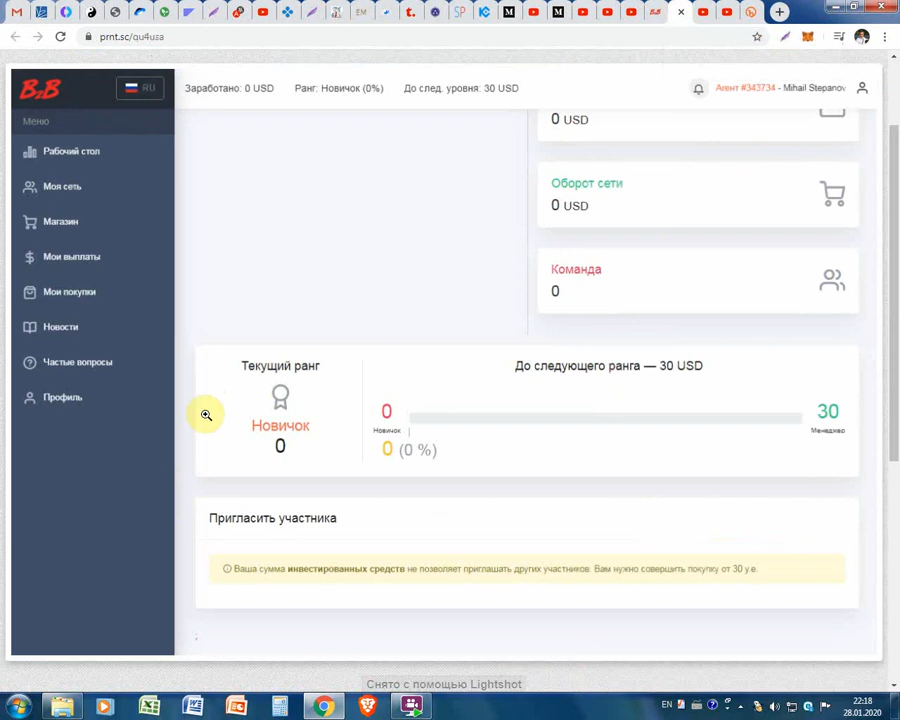 prnt.sc/qu4usa
B2B
RU
Заработано: 0 USD
Ранг: Новичок (0%)
До след. уровня: 30 USD
Агент #343734 - Mihail Stepanov
Меню
Рабочий стол
Моя сеть
Магазин
Мои выплаты
Мои покупки
Новости
Частые вопросы
Профиль
0 USD
Оборот сети
0 USD
Команда
0
Текущий ранг
Новичок
0
До следующего ранга — 30 USD
0
30
Новичок
Менеджер
0 (0 %)
Пригласить участника
Ваша сумма инвестированных средств не позволяет приглашать других участников. Вам нужно совершить покупку от 30 у.е.
;
Снято с помощью Lightshot
EN
22:18
28.01.2020